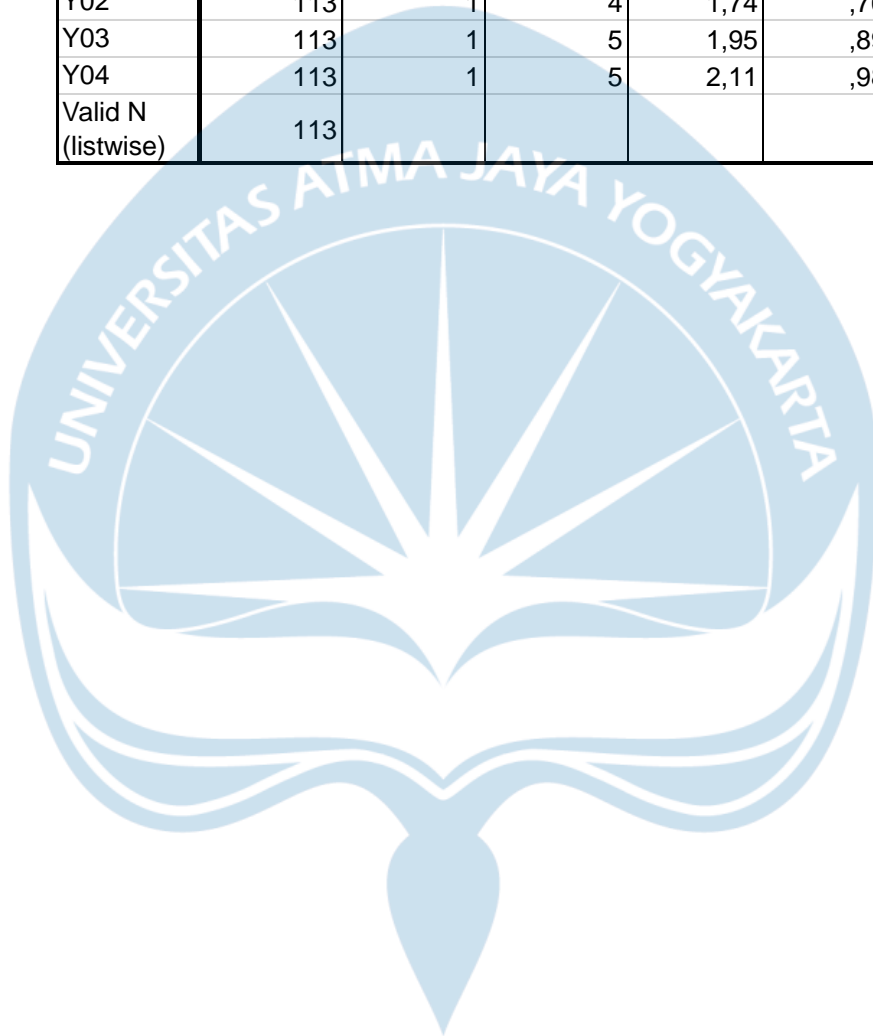 Y02 113 1 4 1,74
Y03 113 1 5 1,95
Y04 113 1 5 2,11
Valid N
(listwise) 113
UNIVERSITAS ATMA JAYA YOGYAKARTA